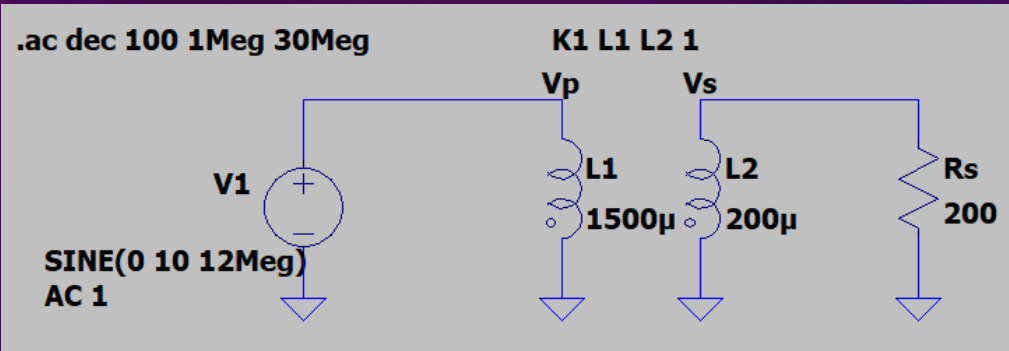 .ac dec 100 1Meg 30Meg
K1 L1 L2 1
Vp
Vs
V1
L1
L2
Rs
1500µ
200µ
200
SINE(0 10 12Meg)
AC 1